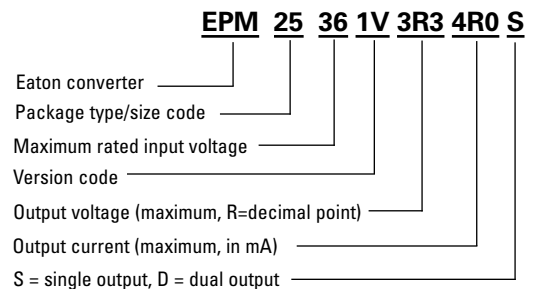 EPM 25 36 1V 3R3 4R0 S
Eaton converter
Package type/size code
Maximum rated input voltage
Version code
Output voltage (maximum, R=decimal point)
Output current (maximum, in mA)
S = single output, D = dual output